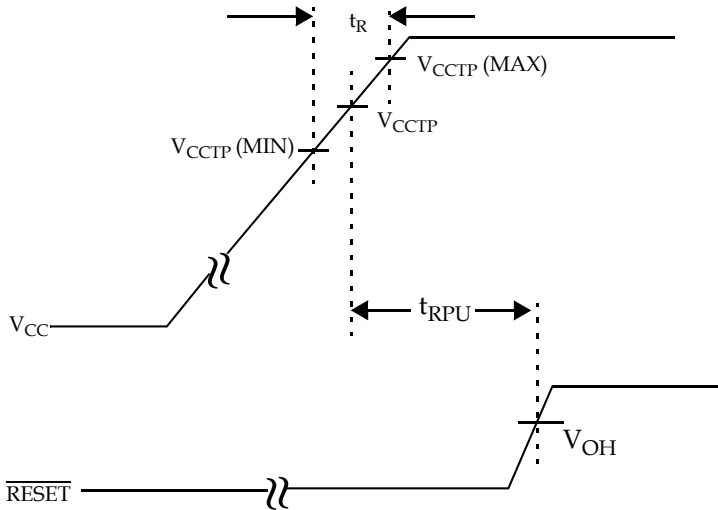 tR
VCCTP (MAX)
VCCTP
VCCTP (MIN)
tRPU
VCC
VOH
RESET